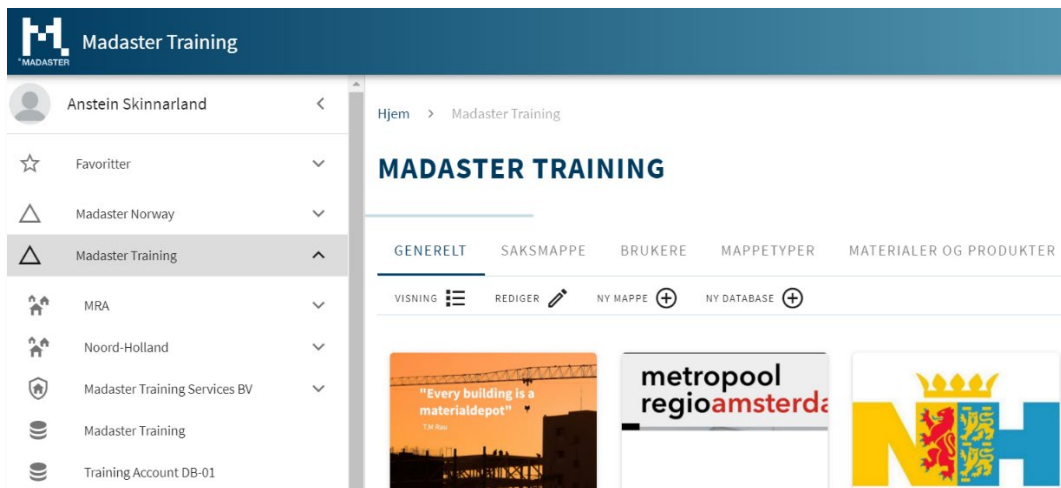 MADASTER
Madaster Training
Anstein Skinnarland
Favoritter
Madaster Norway
Madaster Training
MRA
Noord-Holland
Madaster Training Services BV
Madaster Training
Training Account DB-01
Hjem > Madaster Training
MADASTER TRAINING
GENERELT SAKSMAPPE BRUKERE MAPPETYPER MATERIALER OG PRODUKTER
VISNING REDIGER NY MAPPE NY DATABASE
"Every building is a
materialdepot"
T.M Rau
metropool
regioamsterda
NH